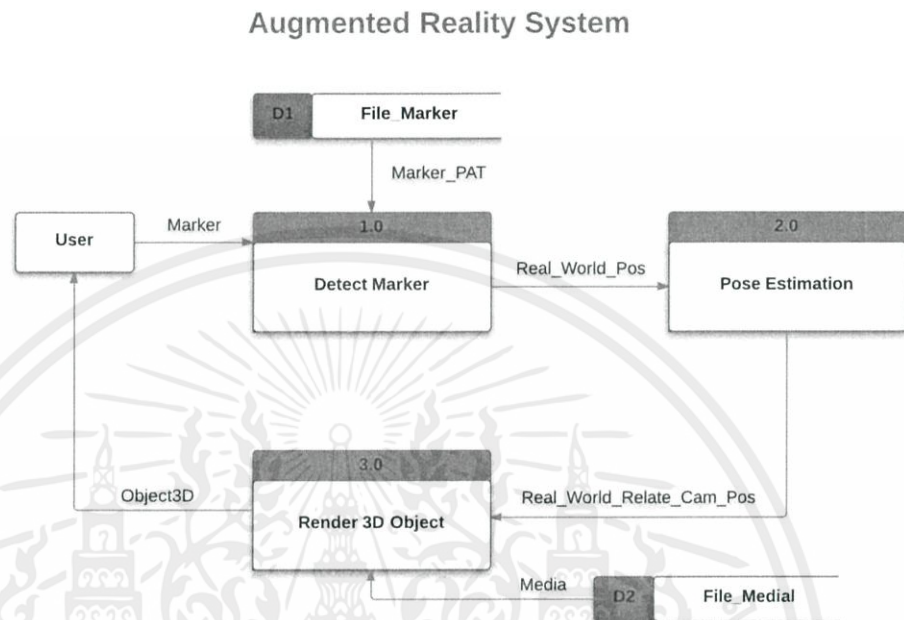 Augmented Reality System
D1 File_Marker
Marker_PAT
Marker
1.0
2.0
User
Detect Marker
Real_World_Pos
Pose Estimation
3.0
Object3D
Render 3D Object
Real_World_Relate_Cam_Pos
Media
D2 File_Medial